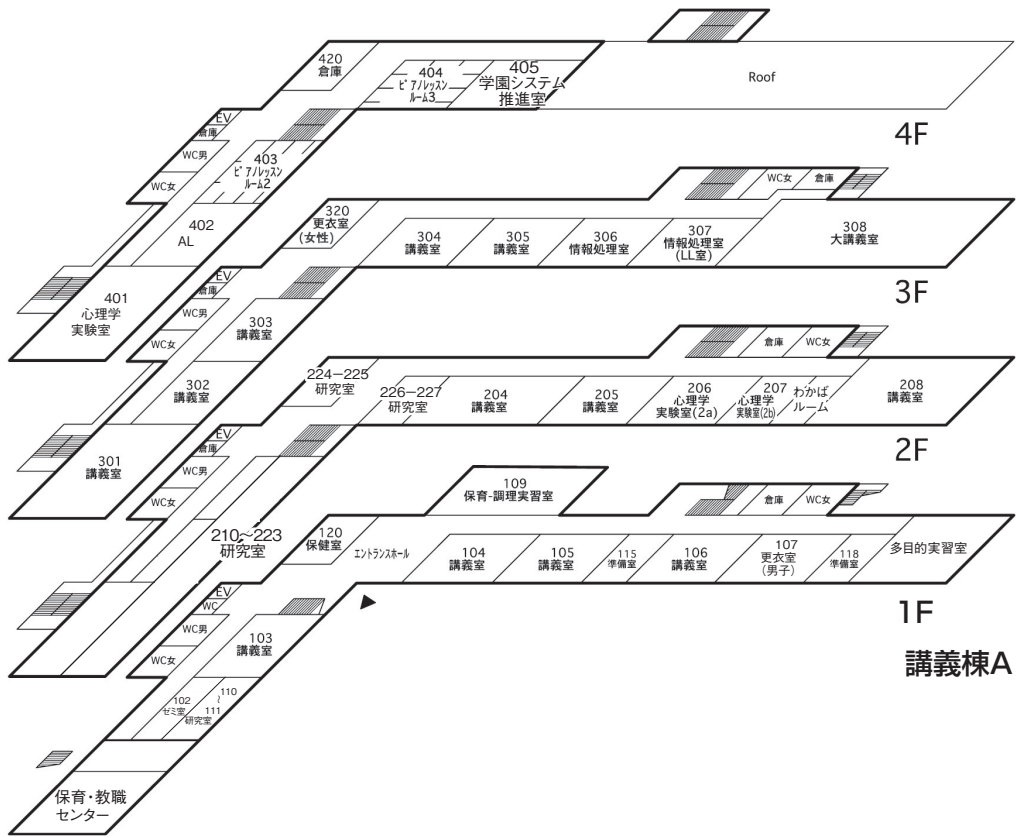 420
倉庫
404
ピアノレッスン
ルーム3
405
学園システム
推進室
Roof
EV
倉庫
WC男
WC女
403
ピアノレッスン
ルーム2
402
AL
401
心理学
実験室
4F
320
更衣室
(女性)
304
講義室
305
講義室
306
情報処理室
307
情報処理室
(LL室)
WC女
倉庫
308
大講義室
EV
倉庫
WC男
WC女
303
講義室
302
講義室
301
講義室
3F
224－225
研究室
226－227
研究室
204
講義室
205
講義室
206
心理学
実験室(2a)
207
心理学
実験室(2b)
わかば
ルーム
倉庫
WC女
208
講義室
EV
倉庫
WC男
WC女
210～223
研究室
2F
109
保育-調理実習室
120
保健室
エントランスホール
104
講義室
105
講義室
115
準備室
106
講義室
107
更衣室
(男子)
118
準備室
倉庫
WC女
多目的実習室
EV
WC
WC男
WC女
103
講義室
102
ゼミ室
110
～
111
研究室
保育・教職
センター
1F
講義棟A